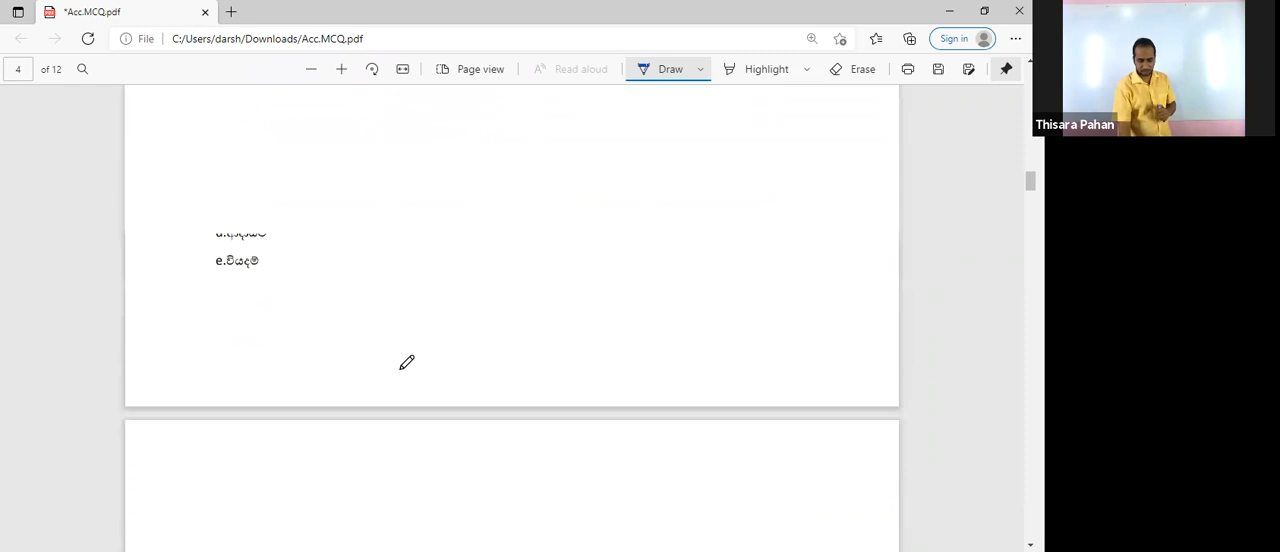 *Acc.MCQ.pdf
File C:/Users/darsh/Downloads/Acc.MCQ.pdf Sign in
4 of 12 Page view Read aloud Draw Highlight Erase
Thisara Pahan
e.වියදම්